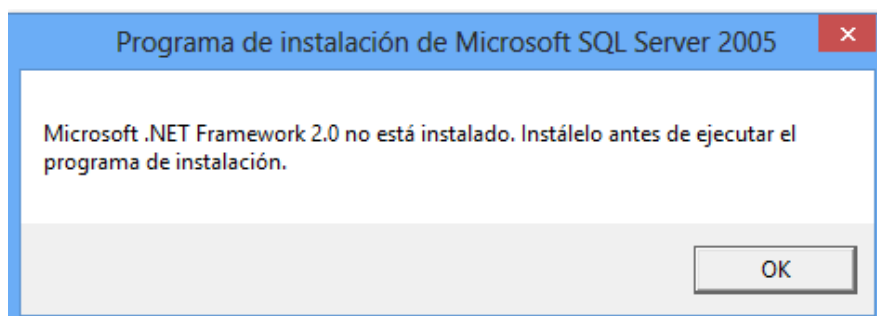 Programa de instalación de Microsoft SQL Server 2005
Microsoft .NET Framework 2.0 no está instalado. Instálelo antes de ejecutar el
programa de instalación.
OK